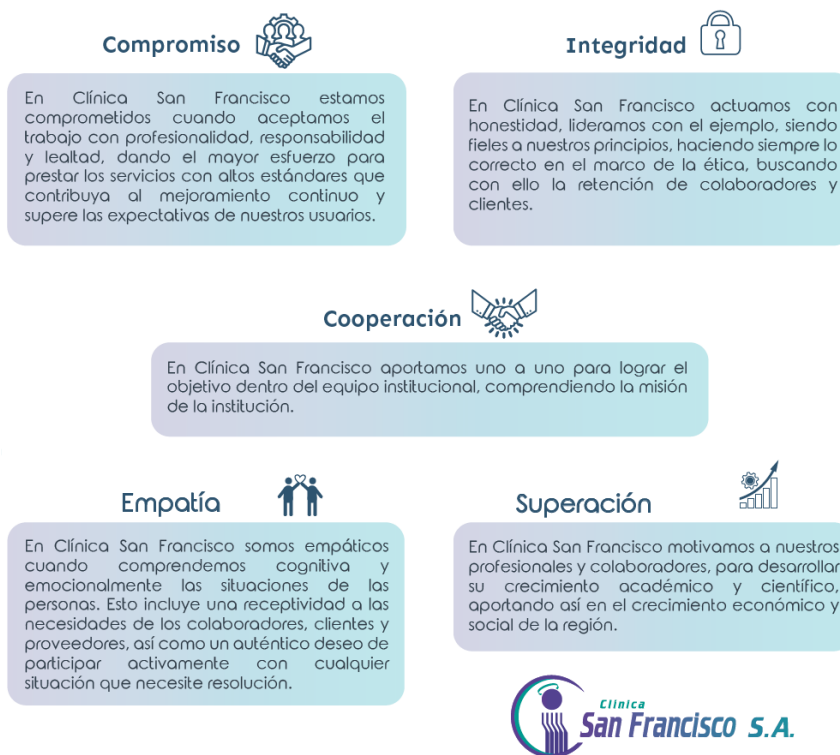 Compromiso
En Clínica San Francisco estamos
comprometidos cuando aceptamos el
trabajo con profesionalidad, responsabilidad
y lealtad, dando el mayor esfuerzo para
prestar los servicios con altos estándares que
contribuya al mejoramiento continuo y
supere las expectativas de nuestros usuarios.
Integridad
En Clínica San Francisco actuamos con
honestidad, lideramos con el ejemplo, siendo
fieles a nuestros principios, haciendo siempre lo
correcto en el marco de la ética, buscando
con ello la retención de colaboradores y
clientes.
Cooperación
En Clínica San Francisco aportamos uno a uno para lograr el
objetivo dentro del equipo institucional, comprendiendo la misión
de la institución.
Empatía
En Clínica San Francisco somos empáticos
cuando comprendemos cognitiva y
emocionalmente las situaciones de las
personas. Esto incluye una receptividad a las
necesidades de los colaboradores, clientes y
proveedores, así como un auténtico deseo de
participar activamente con cualquier
situación que necesite resolución.
Superación
En Clínica San Francisco motivamos a nuestros
profesionales y colaboradores, para desarrollar
su crecimiento académico y científico,
aportando así en el crecimiento económico y
social de la región.
Clínica
San Francisco S.A.